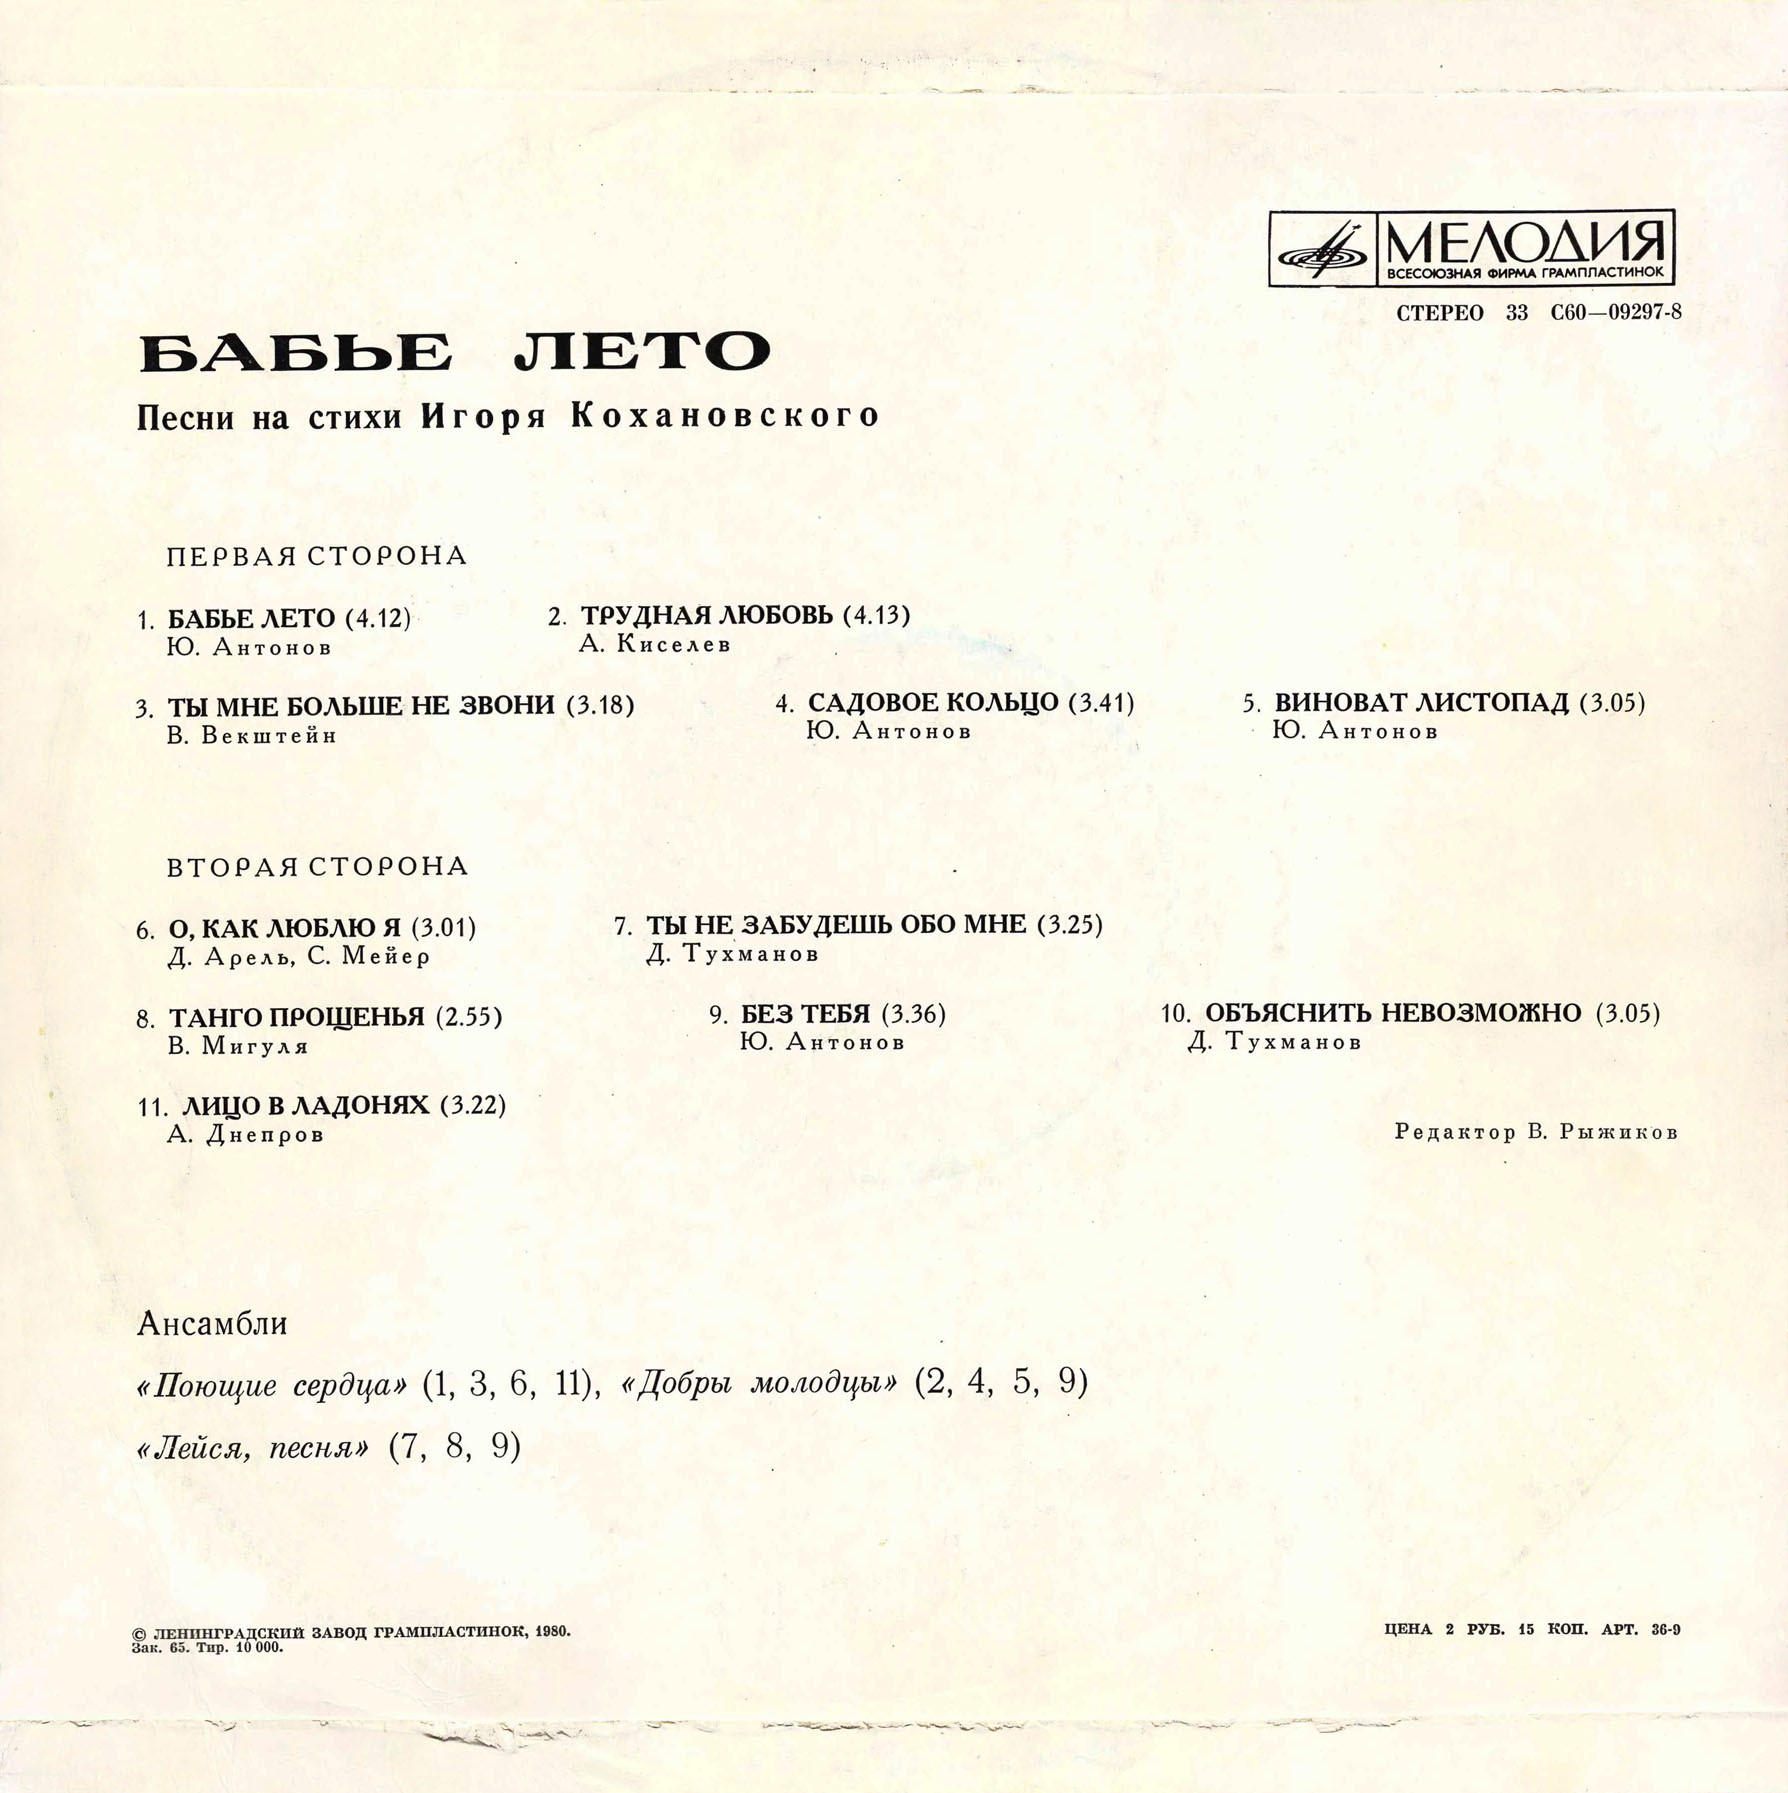 МЕЛОДИЯ
ВСЕСОЮЗНАЯ ФИРМА ГРАМПЛАСТИНОК
СТЕРЕО 33 С60—09297-8
БАБЬЕ ЛЕТО
Песни на стихи Игоря Кохановского
ПЕРВАЯ СТОРОНА
1. БАБЬЕ ЛЕТО (4.12) 2. ТРУДНАЯ ЛЮБОВЬ (4.13)
Ю. Антонов А. Киселев
3. ТЫ МНЕ БОЛЬШЕ НЕ ЗВОНИ (3.18) 4. САДОВОЕ КОЛЬЦО (3.41) 5. ВИНОВАТ ЛИСТОПАД (3.05)
В. Векштейн Ю. Антонов Ю. Антонов
ВТОРАЯ СТОРОНА
6. О, КАК ЛЮБЛЮ Я (3.01) 7. ТЫ НЕ ЗАБУДЕШЬ ОБО МНЕ (3.25)
Д. Арель, С. Мейер Д. Тухманов
8. ТАНГО ПРОЩЕНЬЯ (2.55) 9. БЕЗ ТЕБЯ (3.36) 10. ОБЪЯСНИТЬ НЕВОЗМОЖНО (3.05)
В. Мигуля Ю. Антонов Д. Тухманов
11. ЛИЦО В ЛАДОНЯХ (3.22)
А. Днепров
Редактор В. Рыжиков
Ансамбли
«Поющие сердца» (1, 3, 6, 11), «Добры молодцы» (2, 4, 5, 9)
«Лейся, песня» (7, 8, 9)
© ЛЕНИНГРАДСКИЙ ЗАВОД ГРАМПЛАСТИНОК, 1980.
Зак. 65. Тир. 10 000.
ЦЕНА 2 РУБ. 15 КОП. АРТ. 36-9